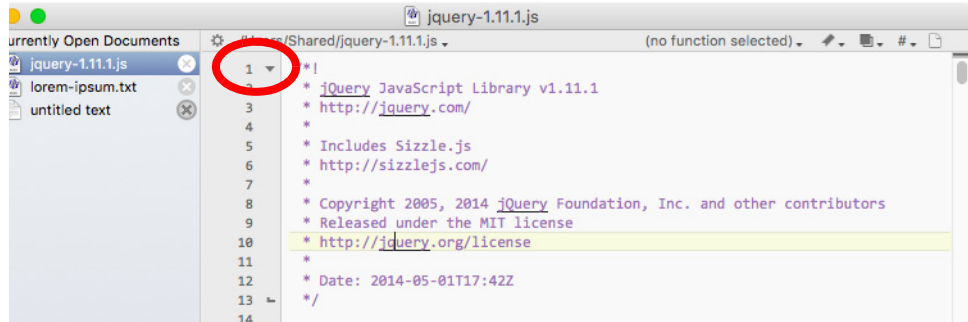 jquery-1.11.1.js
urrently Open Documents
/Users/Shared/jquery-1.11.1.js
(no function selected)
#
jquery-1.11.1.js
lorem-ipsum.txt
untitled text
1 /*!
2 * jQuery JavaScript Library v1.11.1
3 * http://jquery.com/
4 *
5 * Includes Sizzle.js
6 * http://sizzlejs.com/
7 *
8 * Copyright 2005, 2014 jQuery Foundation, Inc. and other contributors
9 * Released under the MIT license
10 * http://jquery.org/license
11 *
12 * Date: 2014-05-01T17:42Z
13 */
14